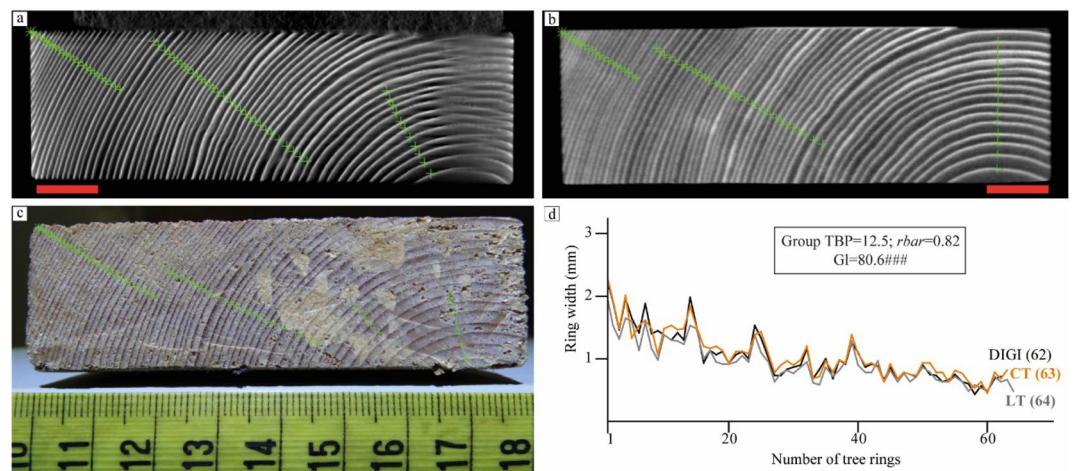 a
b
c
10 11 12 13 14 15 16 17 18
d
3
2
1
Ring width (mm)
Group TBP=12.5; rbar=0.82
Gl=80.6###
DIGI (62)
CT (63)
LT (64)
1 20 40 60
Number of tree rings